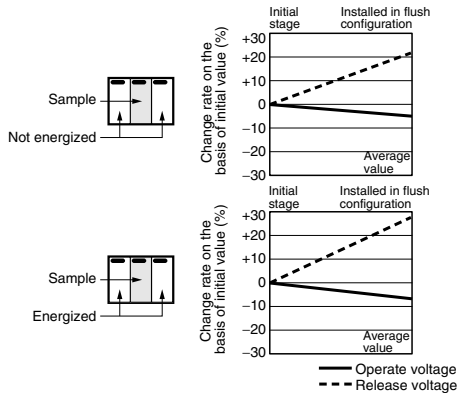 Initial stage
Installed in flush configuration
Change rate on the basis of initial value (%)
+30
+20
+10
0
−10
−20
−30
Average value
Sample
Not energized
Initial stage
Installed in flush configuration
Change rate on the basis of initial value (%)
+30
+20
+10
0
−10
−20
−30
Average value
Sample
Energized
Operate voltage
Release voltage